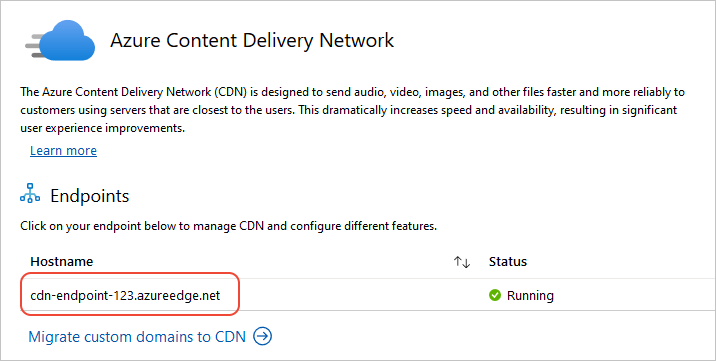 Azure Content Delivery Network
The Azure Content Delivery Network (CDN) is designed to send audio, video, images, and other files faster and more reliably to
customers using servers that are closest to the users. This dramatically increases speed and availability, resulting in significant
user experience improvements.
Learn more
Endpoints
Click on your endpoint below to manage CDN and configure different features.
Hostname Status
cdn-endpoint-123.azureedge.net Running
Migrate custom domains to CDN